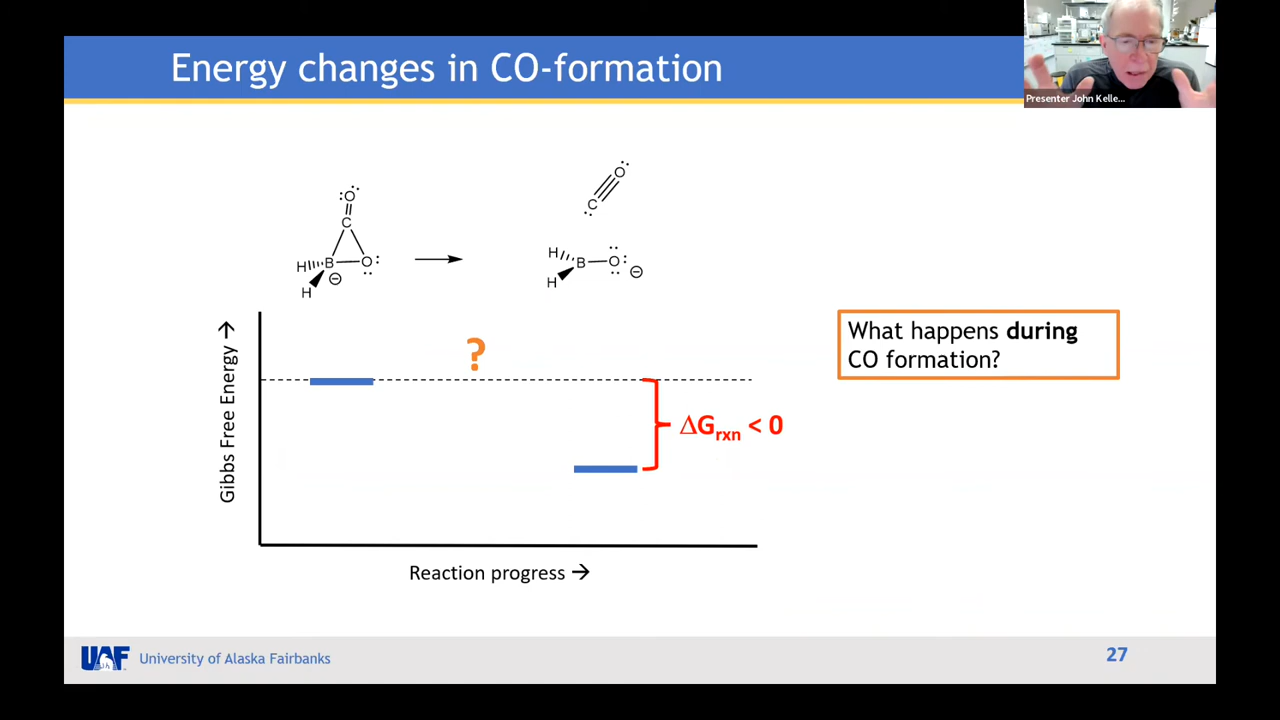 Energy changes in CO-formation
Presenter John Kelle...
:O:
C
H B O:
⊖
H
→
:O:
C
H B O:
⊖
H
?
What happens during
CO formation?
ΔGrxn < 0
Gibbs Free Energy →
Reaction progress →
UAF University of Alaska Fairbanks
27